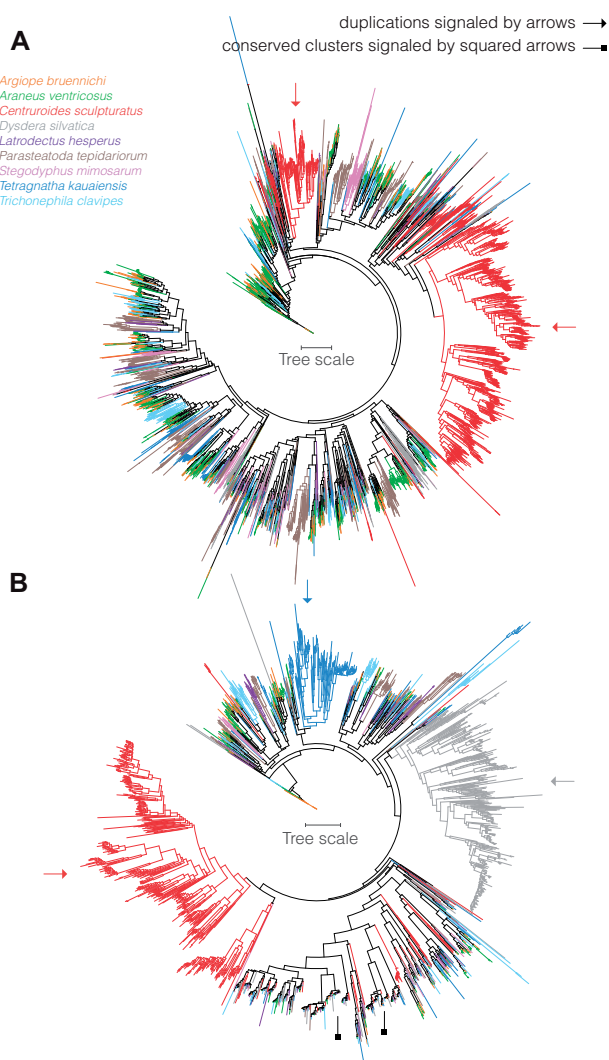 duplications signaled by arrows
A
conserved clusters signaled by squared arrows
Argiope bruennichi
Araneus ventricosus
Centruroides sculpturatus
Dysdera silvatica
Latrodectus hesperus
Parasteatoda tepidariorum
Stegodyphus mimosarum
Tetragnatha kauaiensis
Trichonephila clavipes
Tree scale
B
Tree scale